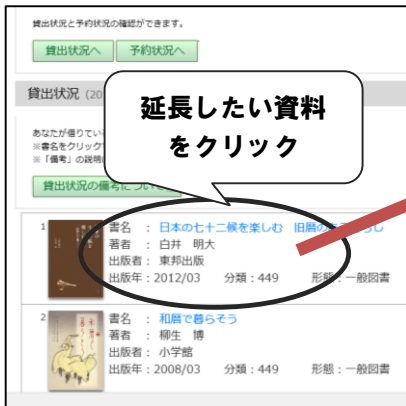 貸出状況と予約状況の確認ができます。
貸出状況へ 予約状況へ
貸出状況 (20
延長したい資料
をクリック
あなたが借りてい
※書名をクリック
※「備考」の説明
貸出状況の備考につい
1
書名 : 日本の七十二候を楽しむ 旧暦の
著者 : 白井 明大
出版者 : 東邦出版
出版年 : 2012/03 分類 : 449 形態 : 一般図書
2
書名 : 和暦で暮らそう
著者 : 柳生 博
出版者 : 小学館
出版年 : 2008/03 分類 : 449 形態 : 一般図書